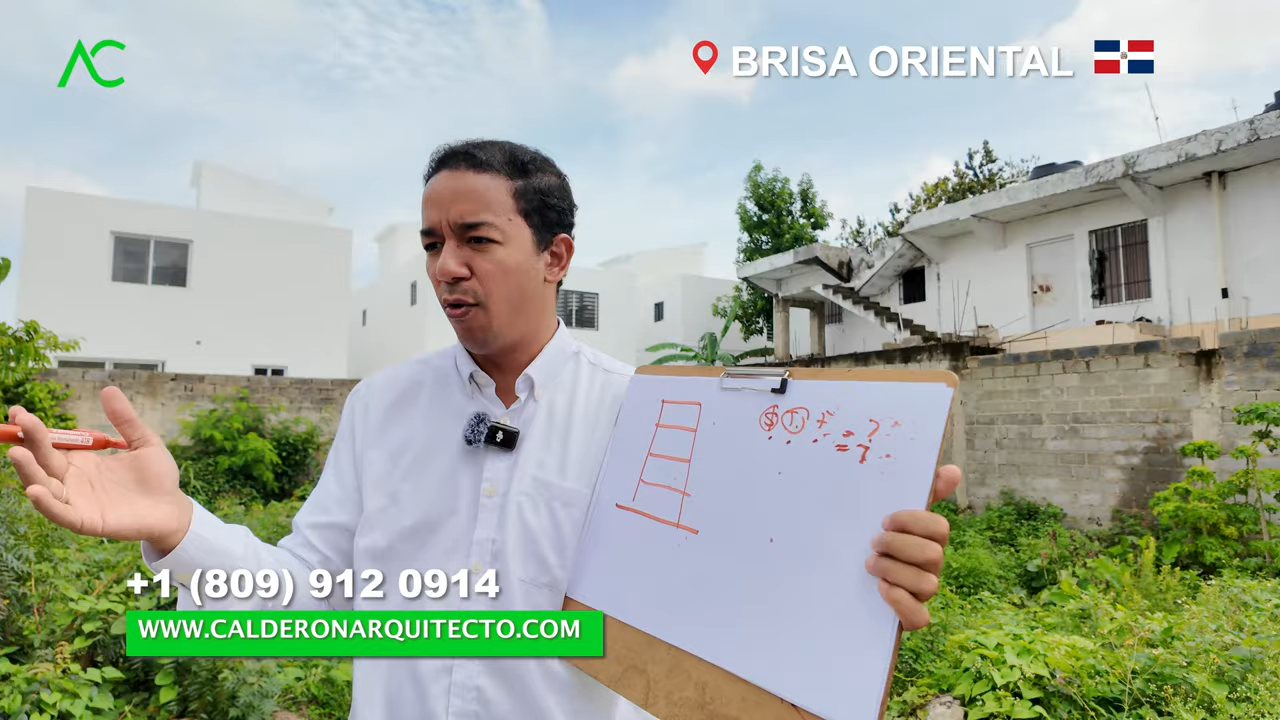 AC
BRISA ORIENTAL
$ T. + = ?
= ?
+1 (809) 912 0914
WWW.CALDERONARQUITECTO.COM